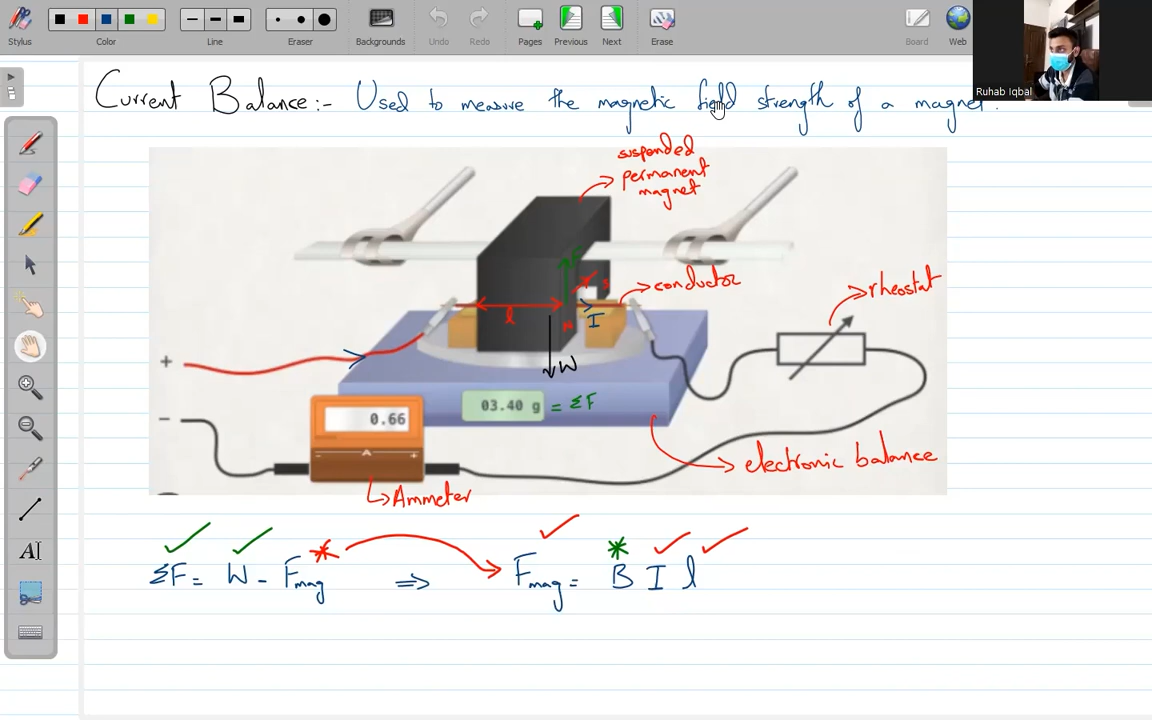 Stylus
Color
Line
Eraser
Backgrounds
Undo
Redo
Pages
Previous
Next
Erase
Board
Web
Ruhab Iqbal
Current Balance:- Used to measure the magnetic field strength of a magnet.
suspended
permanent
magnet
F
conductor
rheostat
l
N
s
I
+
W
03.40 g = ΣF
0.66
-
- A +
electronic balance
Ammeter
ΣF = W - Fmag ⇒ Fmag = B I l
AI